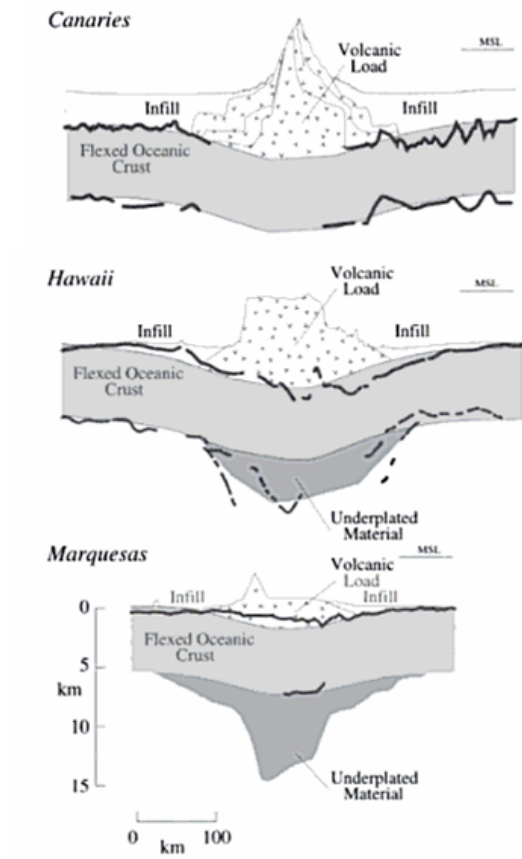 Canaries
Volcanic
Load
MSL
Infill
Infill
Flexed Oceanic
Crust
Hawaii
Volcanic
Load
MSL
Infill
Infill
Flexed Oceanic
Crust
Underplated
Material
Marquesas
MSL
Volcanic
Load
Infill
Infill
0
Flexed Oceanic
Crust
5
km
10
15
Underplated
Material
0
100
km